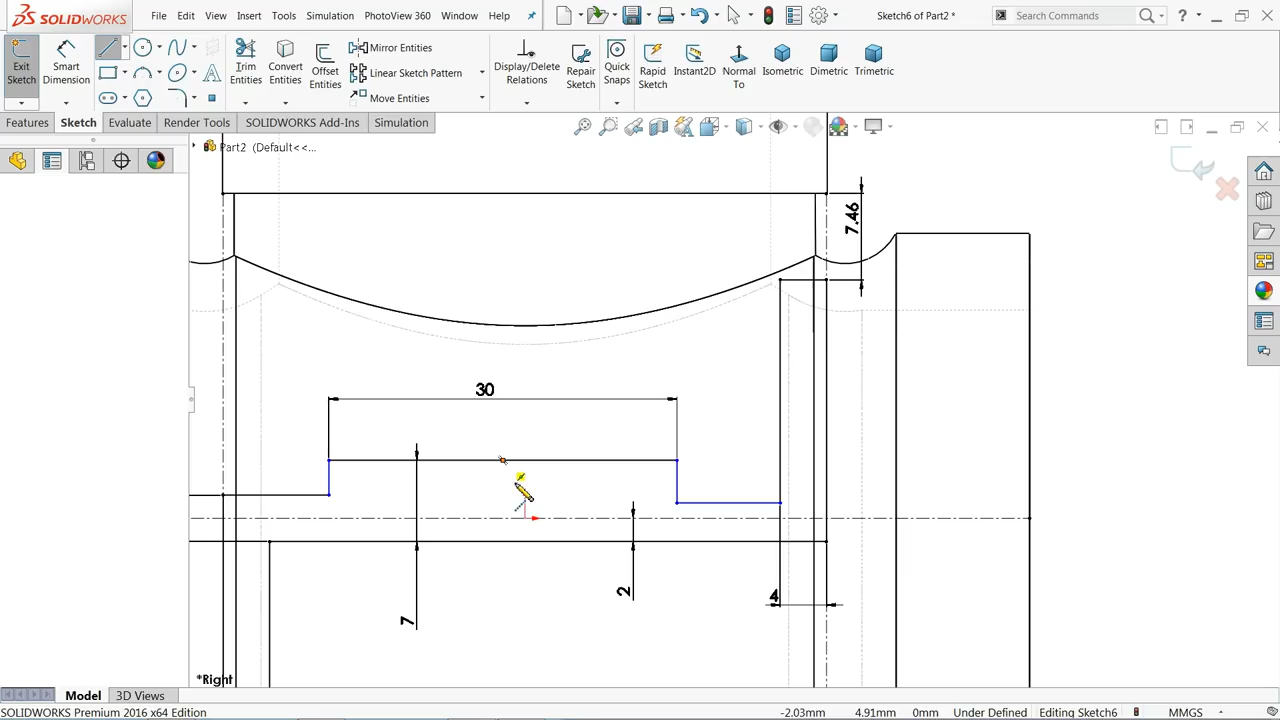 SOLIDWORKS File Edit View Insert Tools Simulation PhotoView 360 Window Help Sketch6 of Part2 * Search Commands ?
Exit Sketch
Smart Dimension
Trim Entities
Convert Entities
Offset Entities
Mirror Entities
Linear Sketch Pattern
Move Entities
Display/Delete Relations
Repair Sketch
Quick Snaps
Rapid Sketch
Instant2D
Normal To
Isometric
Dimetric
Trimetric
Features Sketch Evaluate Render Tools SOLIDWORKS Add-Ins Simulation
Part2 (Default<<...
7.46
30
7
2
4
*Right
Model 3D Views
SOLIDWORKS Premium 2016 x64 Edition -2.03mm 4.91mm 0mm Under Defined Editing Sketch6 MMGS